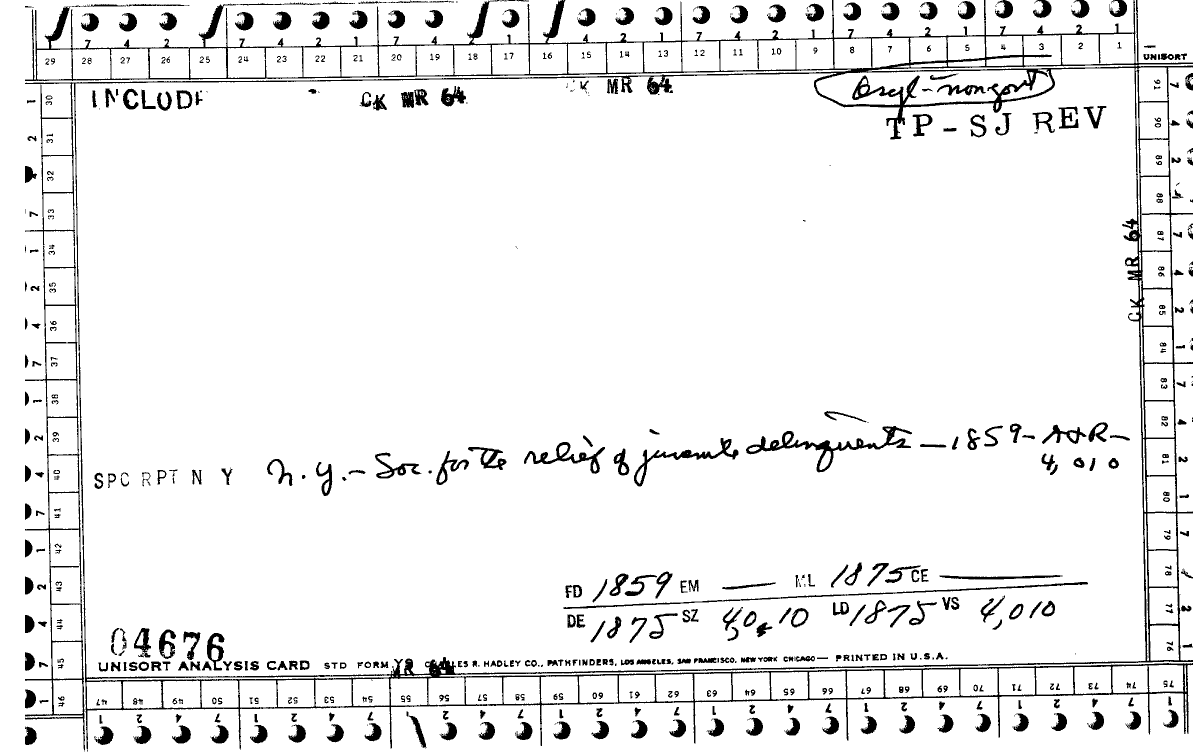 7 4 2 1 7 4 2 1 7 4 2 1 7 4 2 1 7 4 2 1 7 4 2 1
29 28 27 26 25 24 23 22 21 20 19 18 17 16 15 14 13 12 11 10 9 8 7 6 5 4 3 2 1 UNISORT
INCLUDE CK MR 64 CK MR 64 Asyl-nongovt
TP-SJ REV
CK MR 64
SPC RPT N Y N.Y.-Soc. for the relief of juvenile delinquents — 1859- A&R-
4,010
FD 1859 EM — ML 1875 CE —
DE 1875 SZ 4,010 LD 1875 VS 4,010
04676
UNISORT ANALYSIS CARD STD FORM Y9 CHARLES R. HADLEY CO., PATHFINDERS, LOS ANGELES, SAN FRANCISCO, NEW YORK CHICAGO— PRINTED IN U.S.A.
MR 64
30 31 32 33 34 35 36 37 38 39 40 41 42 43 44 45 46
91 90 89 88 87 86 85 84 83 82 81 80 79 78 77 76 75
47 48 49 50 51 52 53 54 55 56 57 58 59 60 61 62 63 64 65 66 67 68 69 70 71 72 73 74